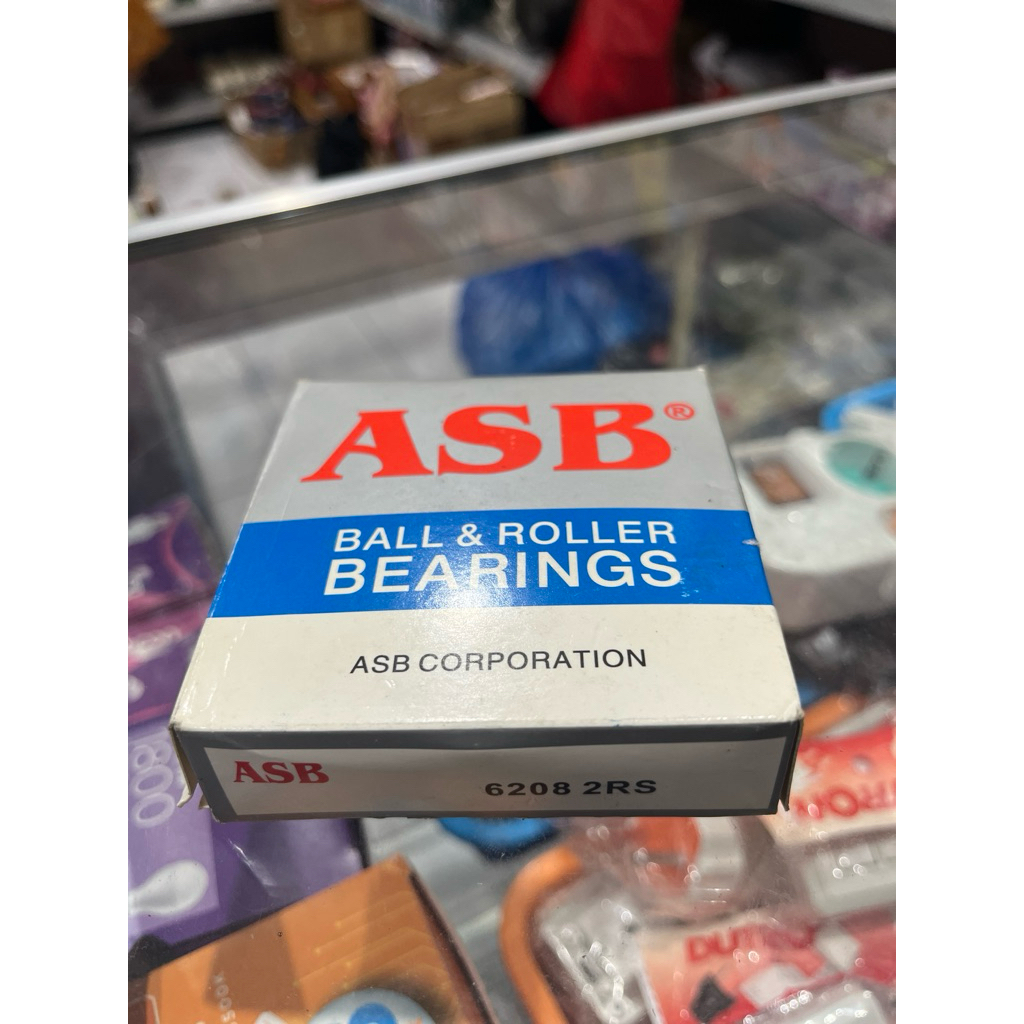 ASB®
BALL & ROLLER
BEARINGS
ASB CORPORATION
ASB
6208 2RS